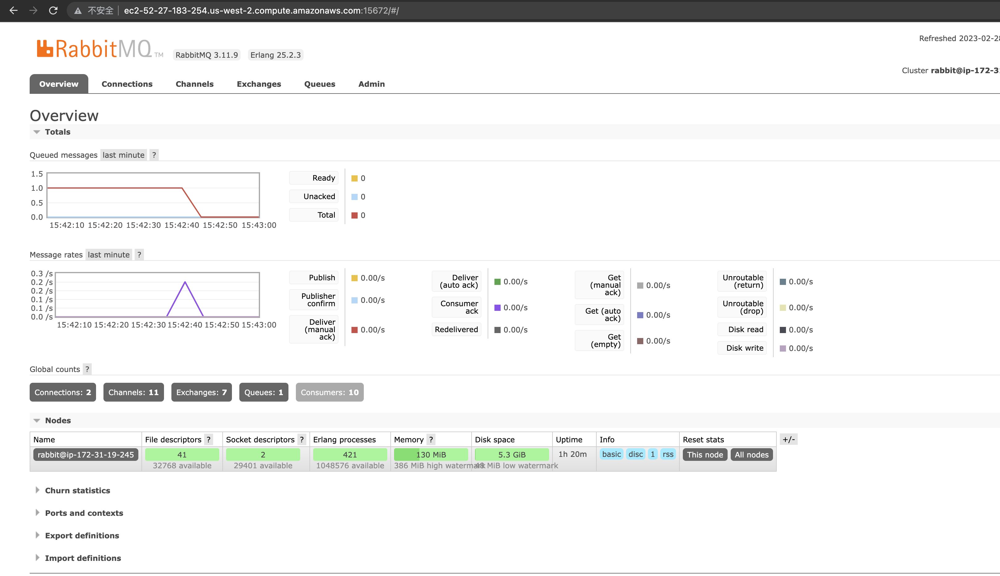 不安全 ec2-52-27-183-254.us-west-2.compute.amazonaws.com:15672/#/
RabbitMQ TM RabbitMQ 3.11.9 Erlang 25.2.3
Refreshed 2023-02-28
Cluster rabbit@ip-172-31
Overview Connections Channels Exchanges Queues Admin
Overview
Totals
Queued messages last minute ?
1.5
1.0
0.5
0.0
15:42:10 15:42:20 15:42:30 15:42:40 15:42:50 15:43:00
Ready 0
Unacked 0
Total 0
Message rates last minute ?
0.3 /s
0.2 /s
0.2 /s
0.1 /s
0.1 /s
0.0 /s
15:42:10 15:42:20 15:42:30 15:42:40 15:42:50 15:43:00
Publish 0.00/s
Publisher
confirm 0.00/s
Deliver
(manual
ack) 0.00/s
Deliver
(auto ack) 0.00/s
Consumer
ack 0.00/s
Redelivered 0.00/s
Get
(manual
ack) 0.00/s
Get (auto
ack) 0.00/s
Get
(empty) 0.00/s
Unroutable
(return) 0.00/s
Unroutable
(drop) 0.00/s
Disk read 0.00/s
Disk write 0.00/s
Global counts ?
Connections: 2 Channels: 11 Exchanges: 7 Queues: 1 Consumers: 10
Nodes
Name File descriptors ? Socket descriptors ? Erlang processes Memory ? Disk space Uptime Info Reset stats +/-
rabbit@ip-172-31-19-245 41 2 421 130 MiB 5.3 GiB 1h 20m basic disc 1 rss This node All nodes
32768 available 29401 available 1048576 available 386 MiB high watermark 48 MiB low watermark
Churn statistics
Ports and contexts
Export definitions
Import definitions